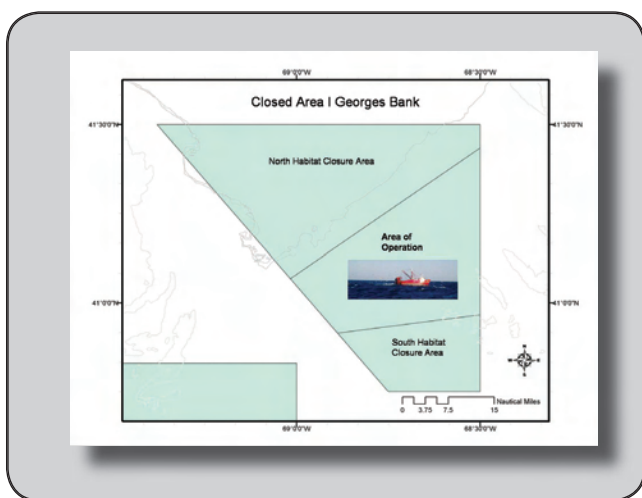 69°0'0"W 68°30'0"W
Closed Area I Georges Bank
41°30'0"N 41°30'0"N
North Habitat Closure Area
Area of
Operation
41°0'0"N 41°0'0"N
South Habitat
Closure Area
N
W E
S
Nautical Miles
0 3.75 7.5 15
69°0'0"W 68°30'0"W